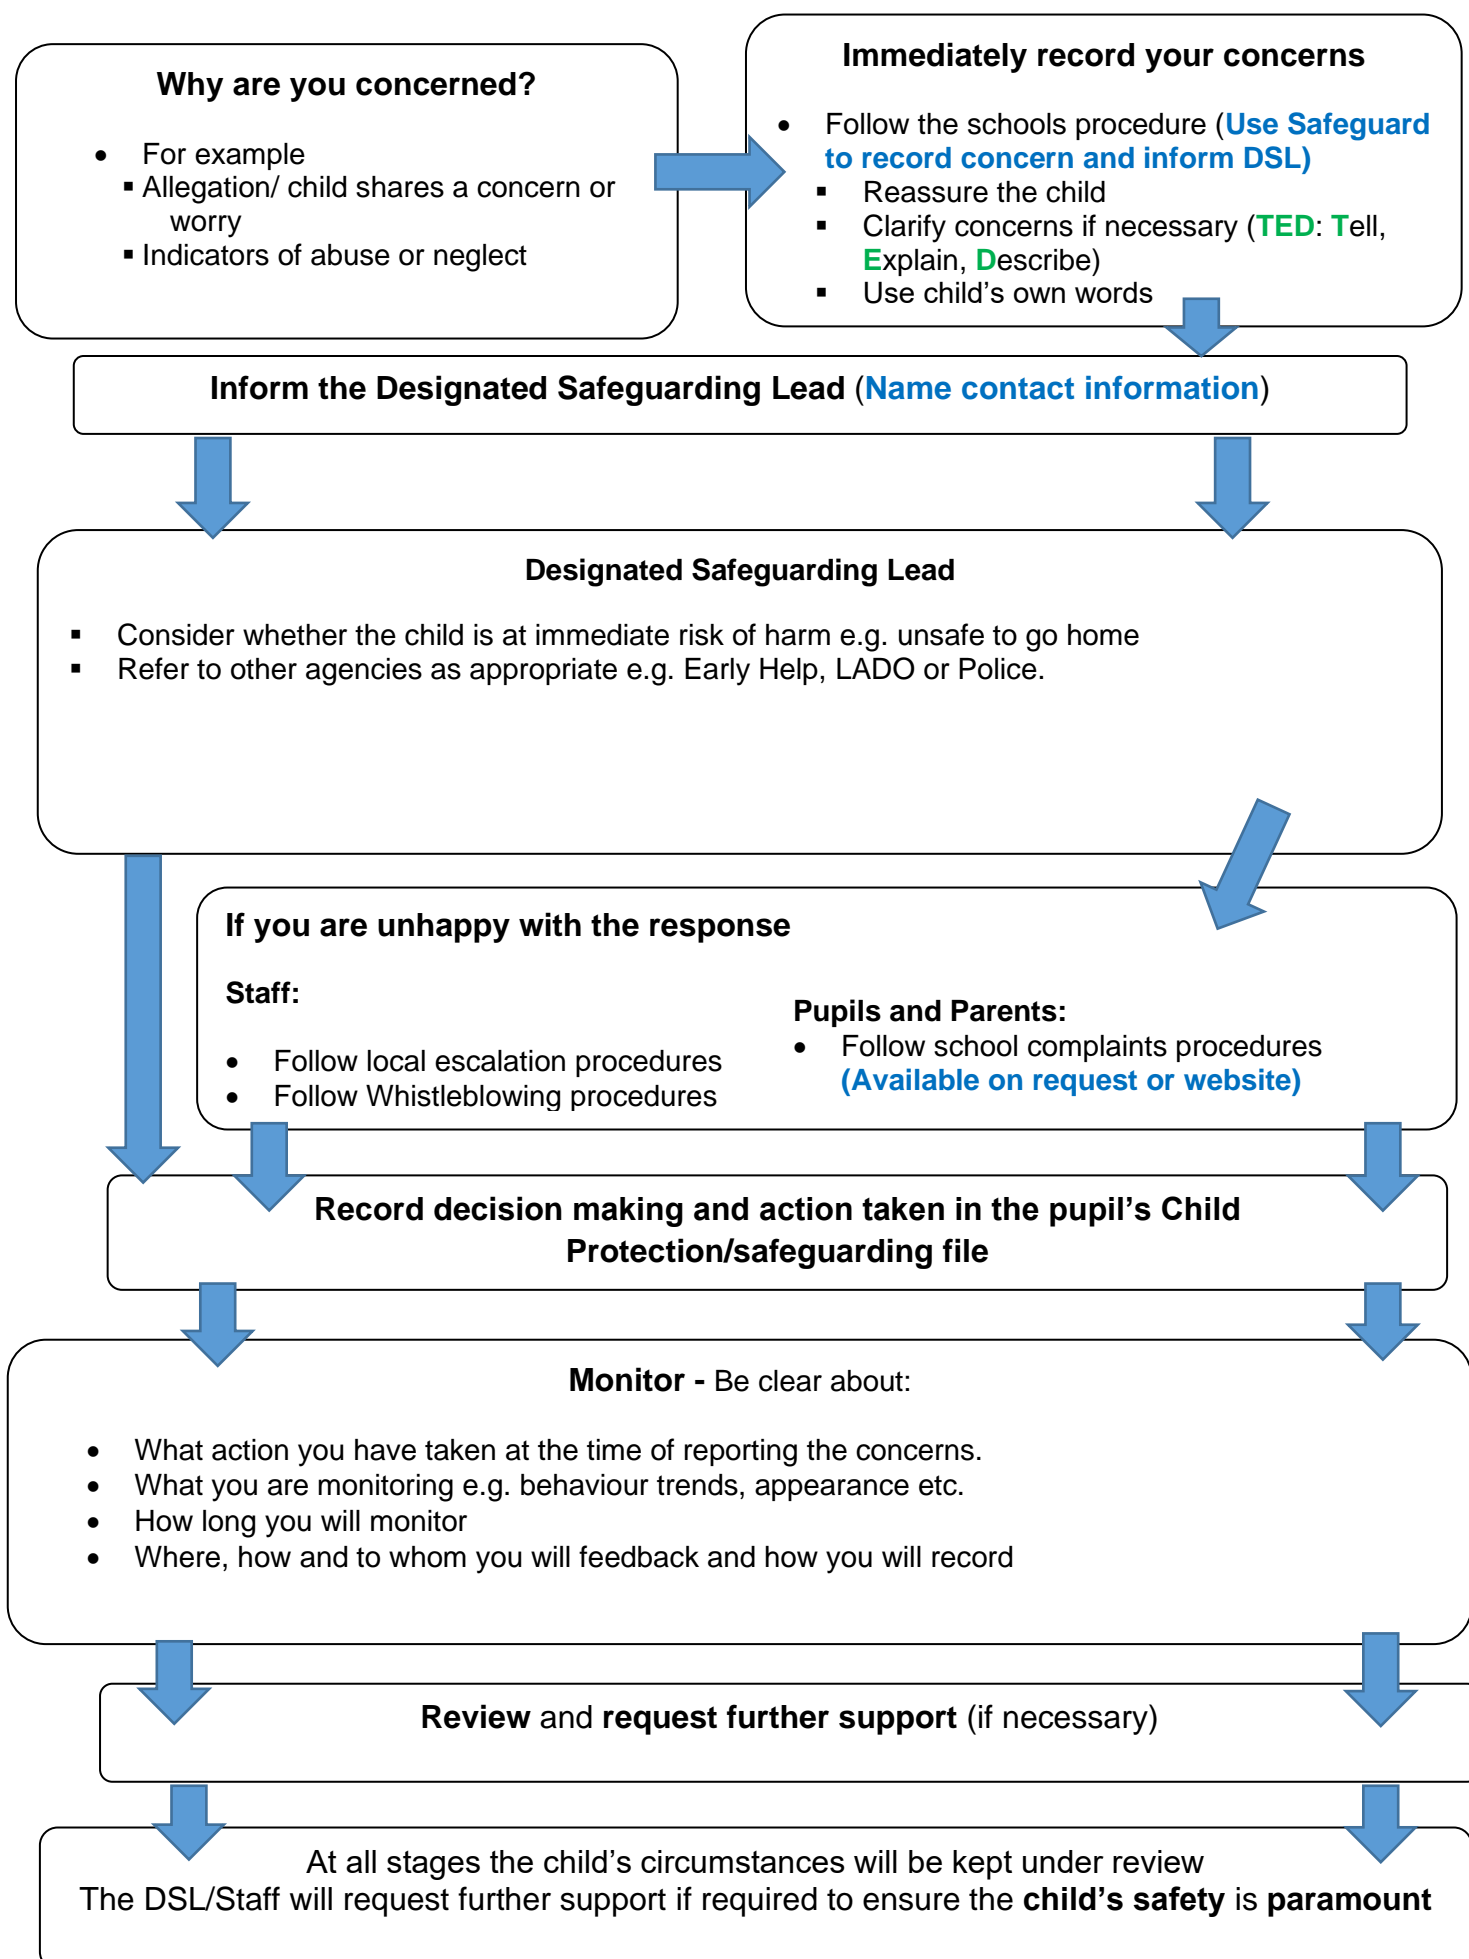 Why are you concerned?
• For example
▪ Allegation/ child shares a concern or
worry
▪ Indicators of abuse or neglect
Immediately record your concerns
• Follow the schools procedure (Use Safeguard
to record concern and inform DSL)
▪ Reassure the child
▪ Clarify concerns if necessary (TED: Tell,
Explain, Describe)
▪ Use child’s own words
Inform the Designated Safeguarding Lead (Name contact information)
Designated Safeguarding Lead
▪ Consider whether the child is at immediate risk of harm e.g. unsafe to go home
▪ Refer to other agencies as appropriate e.g. Early Help, LADO or Police.
If you are unhappy with the response
Staff:
• Follow local escalation procedures
• Follow Whistleblowing procedures
Pupils and Parents:
• Follow school complaints procedures
(Available on request or website)
Record decision making and action taken in the pupil’s Child
Protection/safeguarding file
Monitor - Be clear about:
• What action you have taken at the time of reporting the concerns.
• What you are monitoring e.g. behaviour trends, appearance etc.
• How long you will monitor
• Where, how and to whom you will feedback and how you will record
Review and request further support (if necessary)
At all stages the child’s circumstances will be kept under review
The DSL/Staff will request further support if required to ensure the child’s safety is paramount